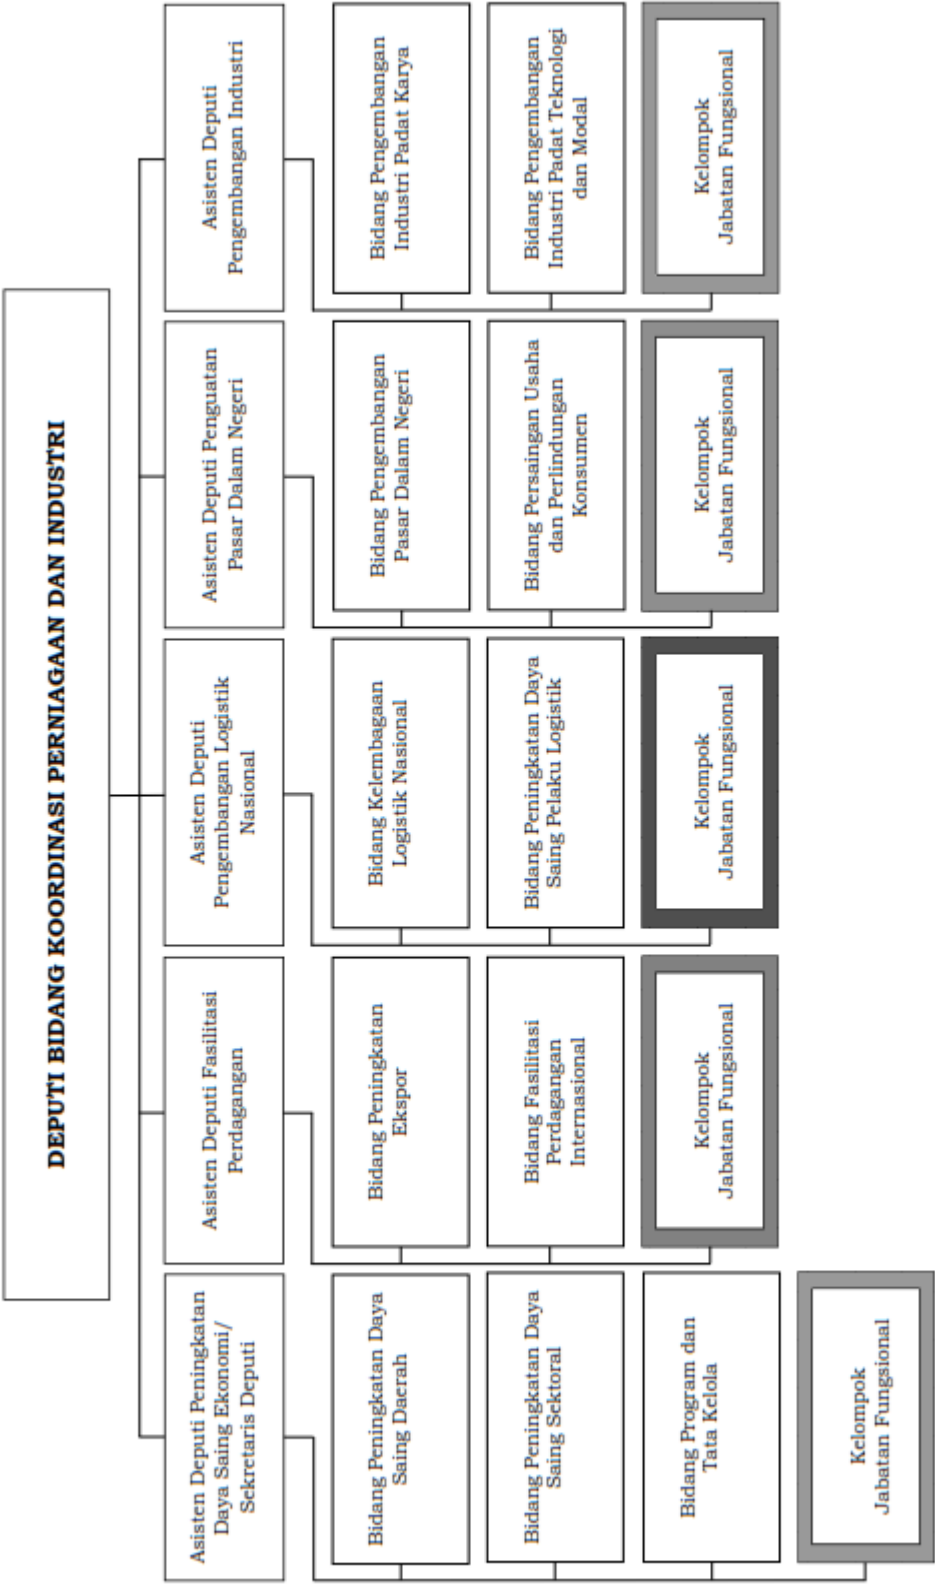 DEPUTI BIDANG KOORDINASI PERNIAGAAN DAN INDUSTRI
Asisten Deputi Peningkatan
Daya Saing Ekonomi/
Sekretaris Deputi
Bidang Peningkatan Daya
Saing Daerah
Bidang Peningkatan Daya
Saing Sektoral
Bidang Program dan
Tata Kelola
Kelompok
Jabatan Fungsional
Asisten Deputi Fasilitasi
Perdagangan
Bidang Peningkatan
Ekspor
Bidang Fasilitasi
Perdagangan
Internasional
Kelompok
Jabatan Fungsional
Asisten Deputi
Pengembangan Logistik
Nasional
Bidang Kelembagaan
Logistik Nasional
Bidang Peningkatan Daya
Saing Pelaku Logistik
Kelompok
Jabatan Fungsional
Asisten Deputi Penguatan
Pasar Dalam Negeri
Bidang Pengembangan
Pasar Dalam Negeri
Bidang Persaingan Usaha
dan Perlindungan
Konsumen
Kelompok
Jabatan Fungsional
Asisten Deputi
Pengembangan Industri
Bidang Pengembangan
Industri Padat Karya
Bidang Pengembangan
Industri Padat Teknologi
dan Modal
Kelompok
Jabatan Fungsional